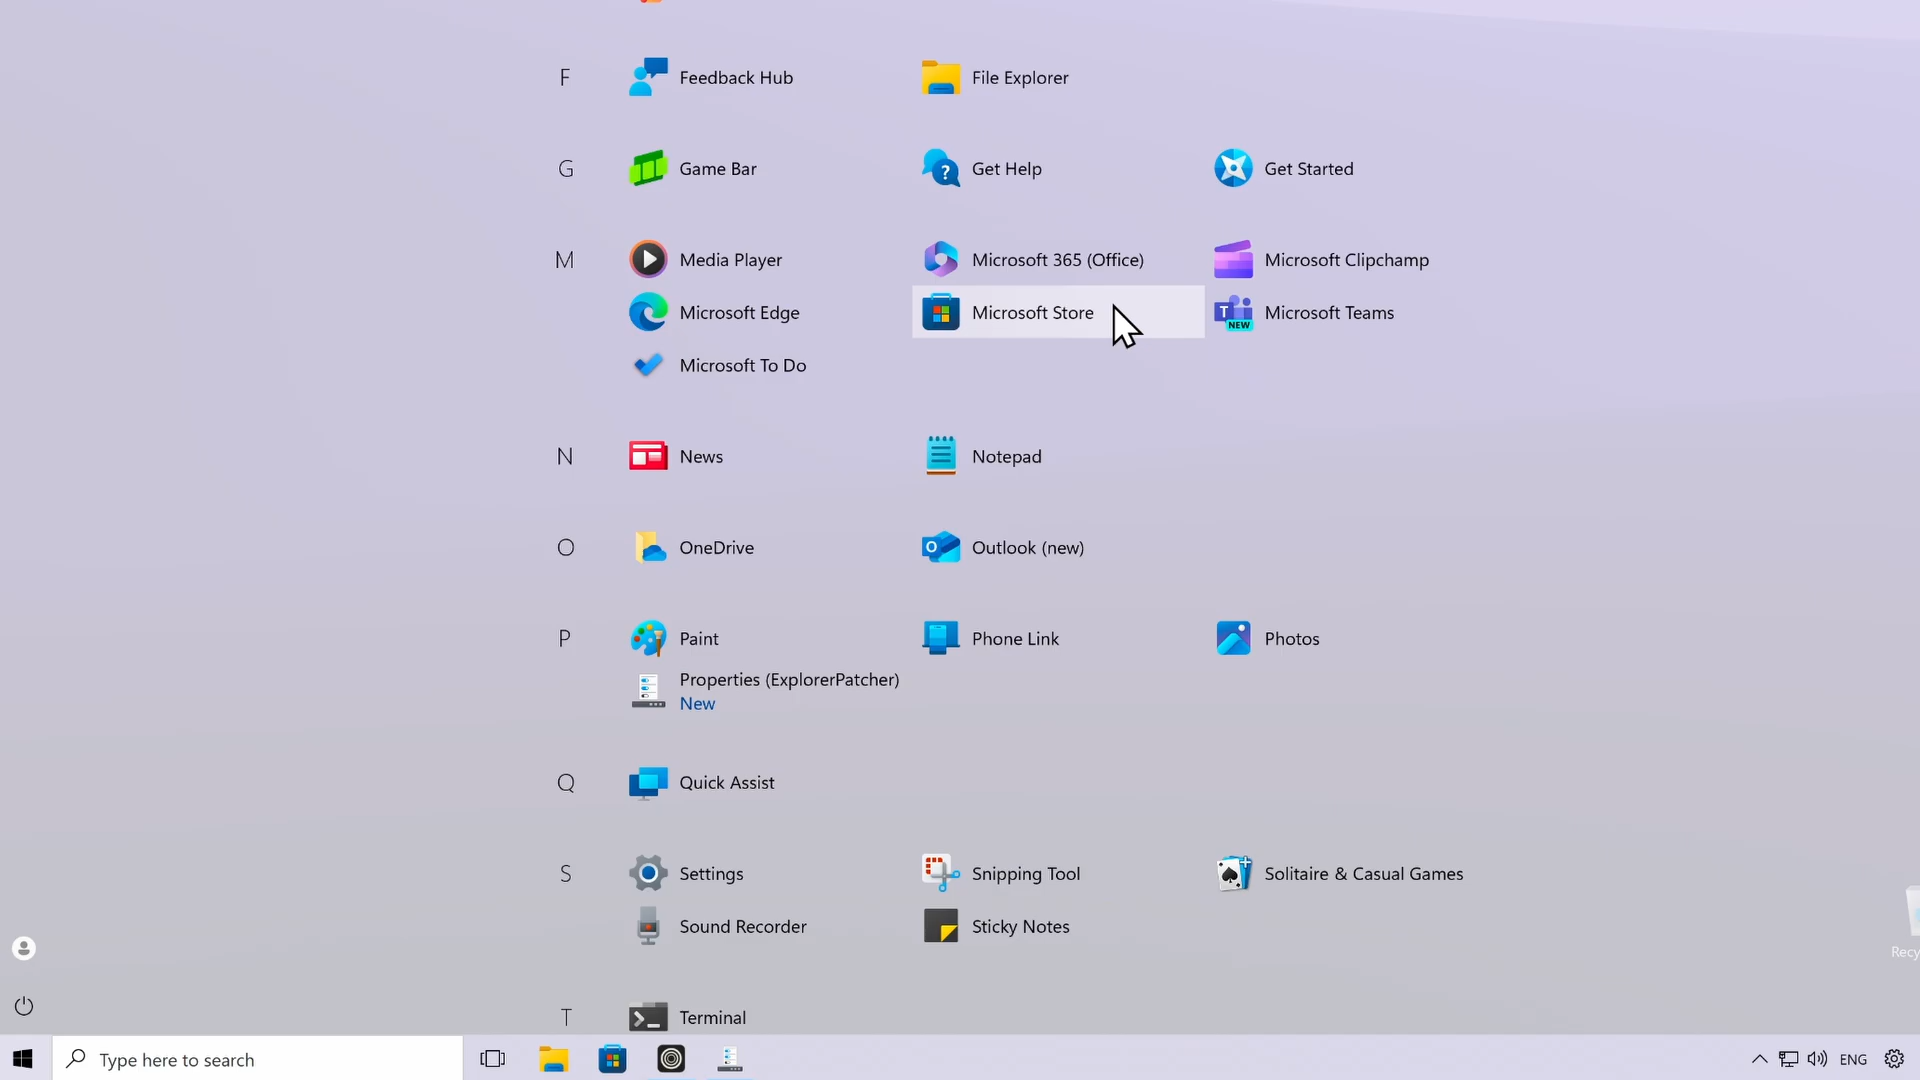 F Feedback Hub File Explorer
G Game Bar Get Help Get Started
M Media Player Microsoft 365 (Office) Microsoft Clipchamp
Microsoft Edge Microsoft Store Microsoft Teams
T NEW
Microsoft To Do
N News Notepad
O OneDrive Outlook (new)
P Paint Phone Link Photos
Properties (ExplorerPatcher)
New
Q Quick Assist
S Settings Snipping Tool Solitaire & Casual Games
Sound Recorder Sticky Notes
Recy
T Terminal
Type here to search ENG